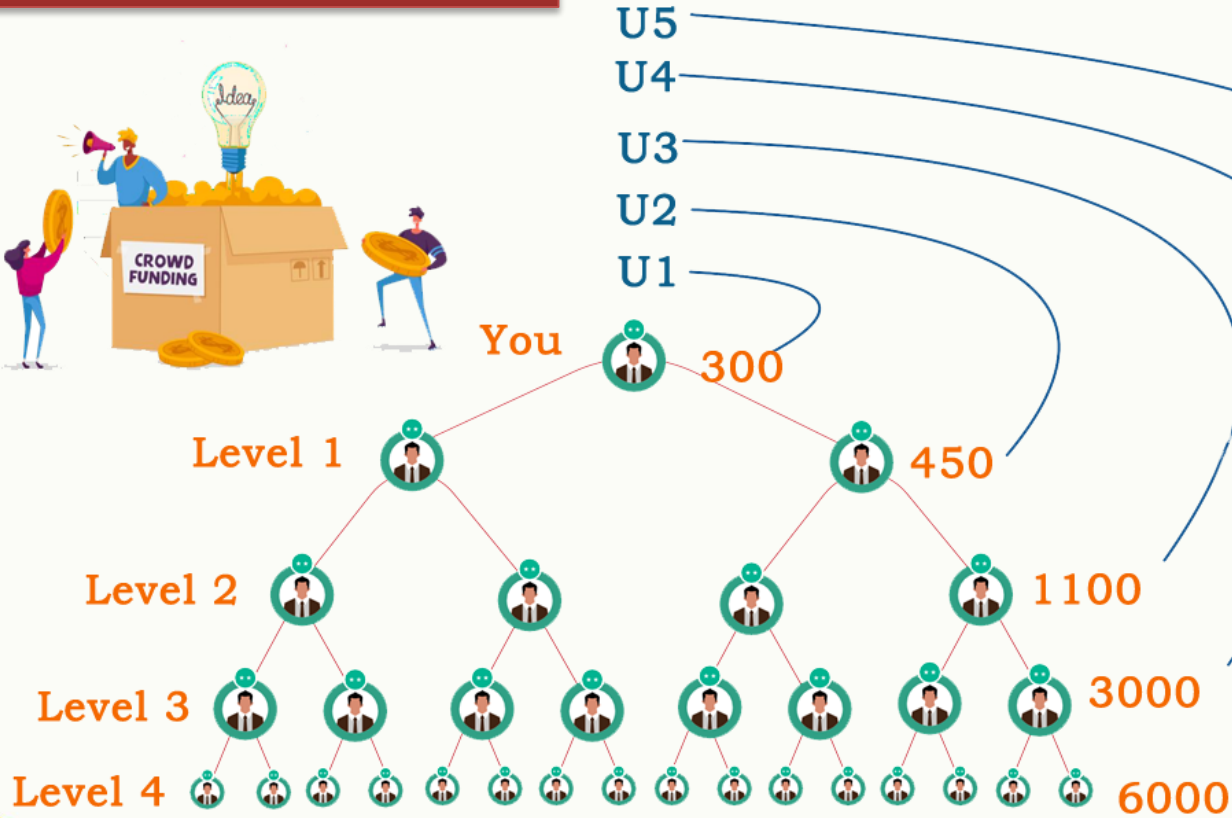 U5
U4
U3
U2
U1
Idea
CROWD
FUNDING
You
300
Level 1
450
Level 2
1100
Level 3
3000
Level 4
6000